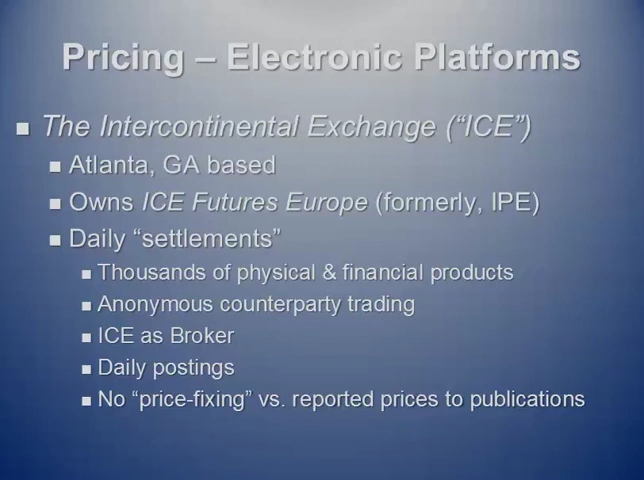 Pricing – Electronic Platforms
■ The Intercontinental Exchange (“ICE”)
■ Atlanta, GA based
■ Owns ICE Futures Europe (formerly, IPE)
■ Daily “settlements”
■ Thousands of physical & financial products
■ Anonymous counterparty trading
■ ICE as Broker
■ Daily postings
■ No “price-fixing” vs. reported prices to publications